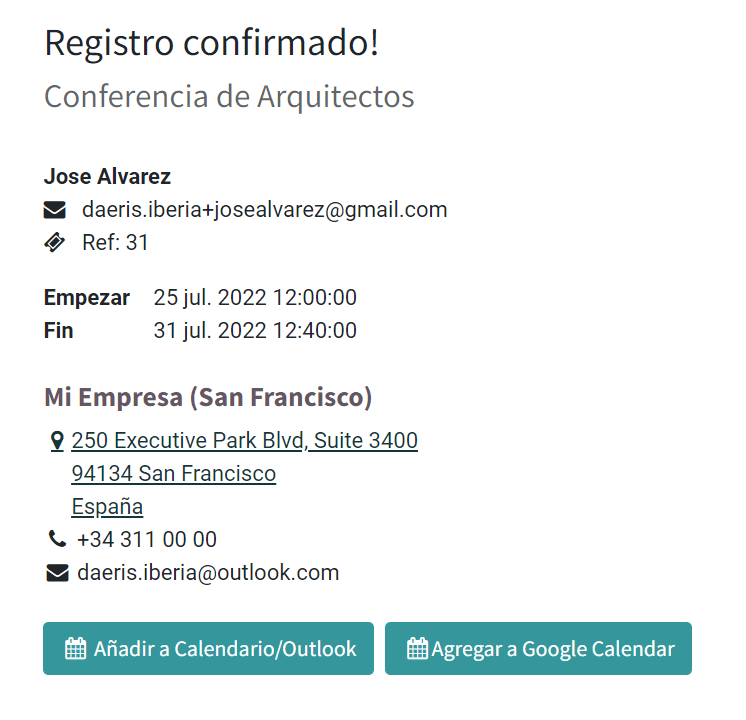 Registro confirmado!
Conferencia de Arquitectos
Jose Alvarez
daeris.iberia+josealvarez@gmail.com
Ref: 31
Empezar 25 jul. 2022 12:00:00
Fin 31 jul. 2022 12:40:00
Mi Empresa (San Francisco)
250 Executive Park Blvd, Suite 3400
94134 San Francisco
España
+34 311 00 00
daeris.iberia@outlook.com
Añadir a Calendario/Outlook Agregar a Google Calendar